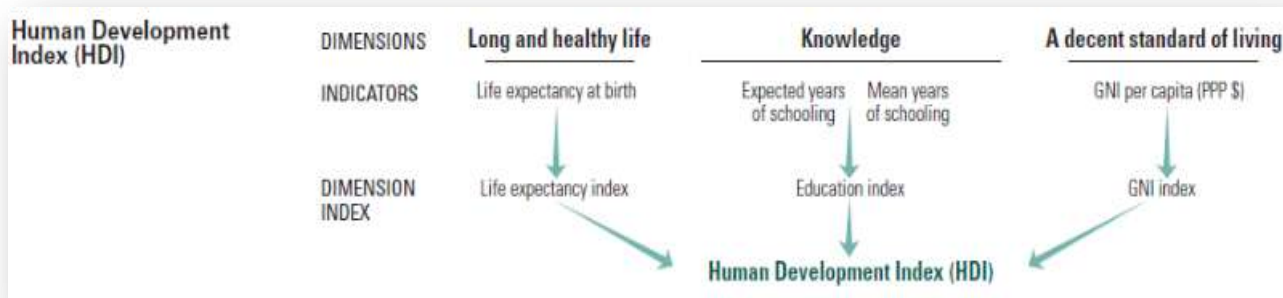 Human Development
Index (HDI)
DIMENSIONS
Long and healthy life
Knowledge
A decent standard of living
INDICATORS
Life expectancy at birth
Expected years
of schooling
Mean years
of schooling
GNI per capita (PPP $)
DIMENSION
INDEX
Life expectancy index
Education index
GNI index
Human Development Index (HDI)